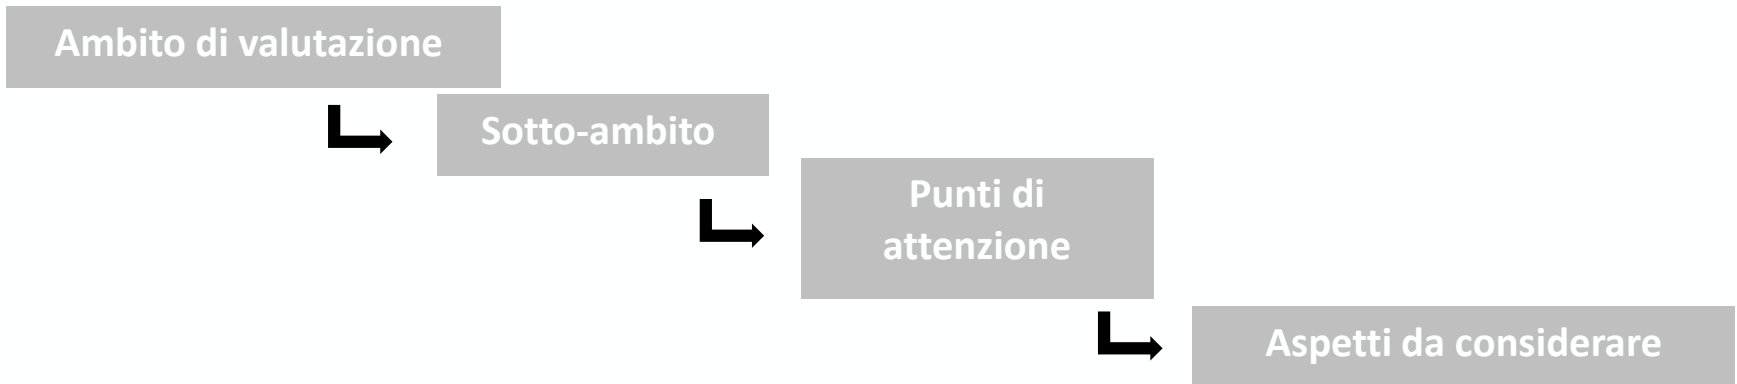 Ambito di valutazione
Sotto-ambito
Punti di
attenzione
Aspetti da considerare